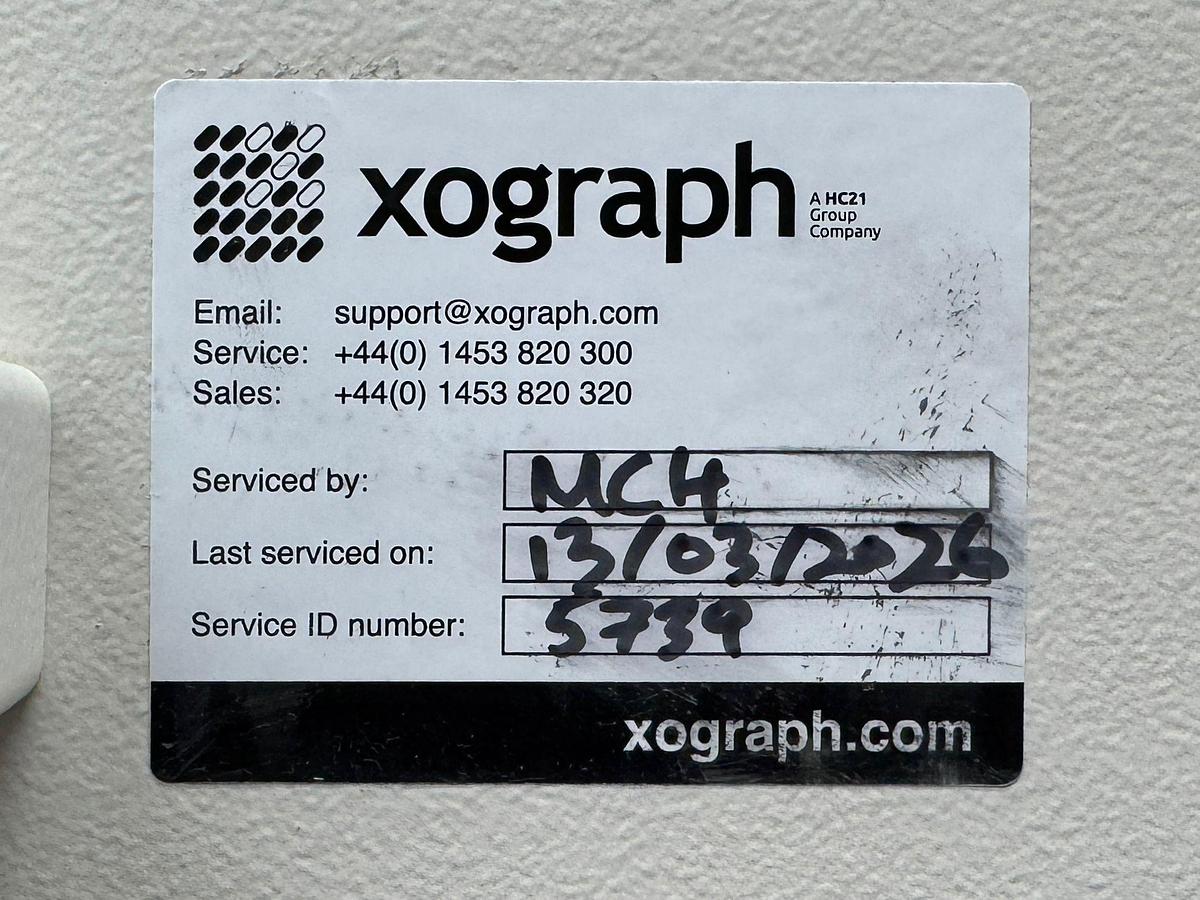 xograph
A HC21
Group
Company
Email: support@xograph.com
Service: +44(0) 1453 820 300
Sales: +44(0) 1453 820 320
Serviced by: MCH
Last serviced on: 13/03/2026
Service ID number: 5739
xograph.com